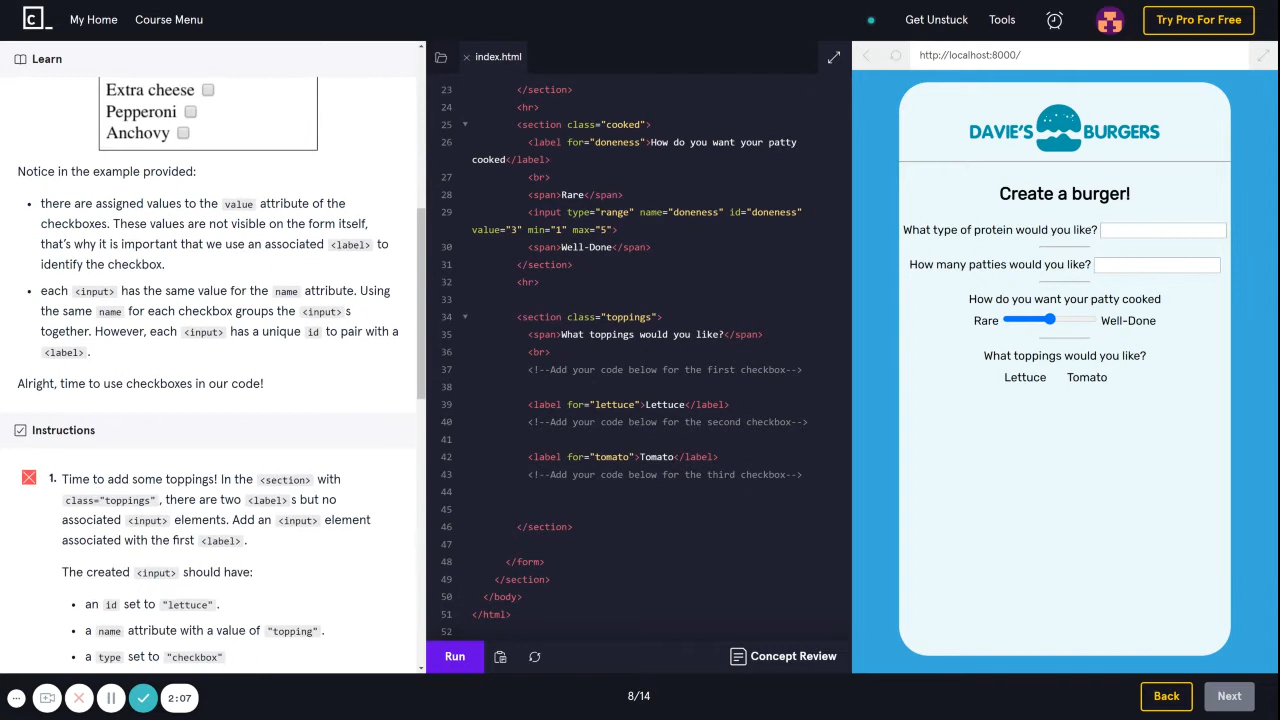 My Home
Course Menu
Get Unstuck
Tools
Try Pro For Free
Learn
Extra cheese
Pepperoni
Anchovy
Notice in the example provided:
there are assigned values to the value attribute of the
checkboxes. These values are not visible on the form itself,
that's why it is important that we use an associated <label> to
identify the checkbox.
each <input> has the same value for the name attribute. Using
the same name for each checkbox groups the <input> s
together. However, each <input> has a unique id to pair with a
<label> .
Alright, time to use checkboxes in our code!
Instructions
1. Time to add some toppings! In the <section> with
class="toppings" , there are two <label> s but no
associated <input> elements. Add an <input> element
associated with the first <label> .
The created <input> should have:
an id set to "lettuce" .
a name attribute with a value of "topping" .
a type set to "checkbox"
index.html
23 </section>
24 <hr>
25 <section class="cooked">
26 <label for="doneness">How do you want your patty
cooked</label>
27 <br>
28 <span>Rare</span>
29 <input type="range" name="doneness" id="doneness"
value="3" min="1" max="5">
30 <span>Well-Done</span>
31 </section>
32 <hr>
33
34 <section class="toppings">
35 <span>What toppings would you like?</span>
36 <br>
37 <!--Add your code below for the first checkbox-->
38
39 <label for="lettuce">Lettuce</label>
40 <!--Add your code below for the second checkbox-->
41
42 <label for="tomato">Tomato</label>
43 <!--Add your code below for the third checkbox-->
44
45
46 </section>
47
48 </form>
49 </section>
50 </body>
51 </html>
52
Run
Concept Review
http://localhost:8000/
DAVIE'S BURGERS
Create a burger!
What type of protein would you like?
How many patties would you like?
How do you want your patty cooked
Rare Well-Done
What toppings would you like?
Lettuce Tomato
2:07
8/14
Back
Next